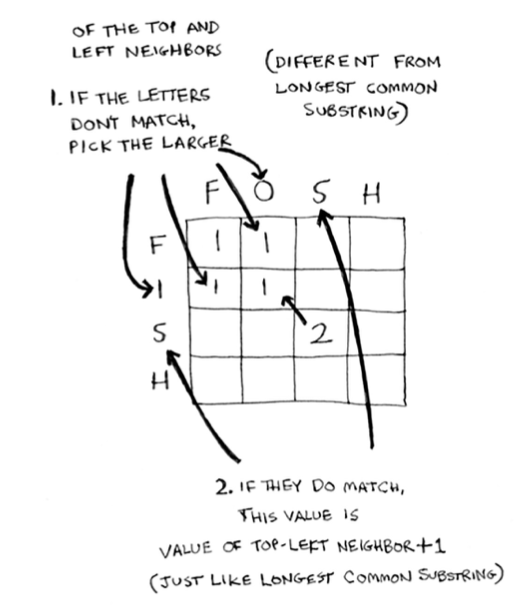 OF THE TOP AND
LEFT NEIGHBORS
(DIFFERENT FROM
LONGEST COMMON
SUBSTRING)
1. IF THE LETTERS
DONT MATCH,
PICK THE LARGER
F O S H
F 1 1
I 1 1
S 2
H
2. IF THEY DO MATCH,
THIS VALUE IS
VALUE OF TOP-LEFT NEIGHBOR+1
(JUST LIKE LONGEST COMMON SUBSTRING)